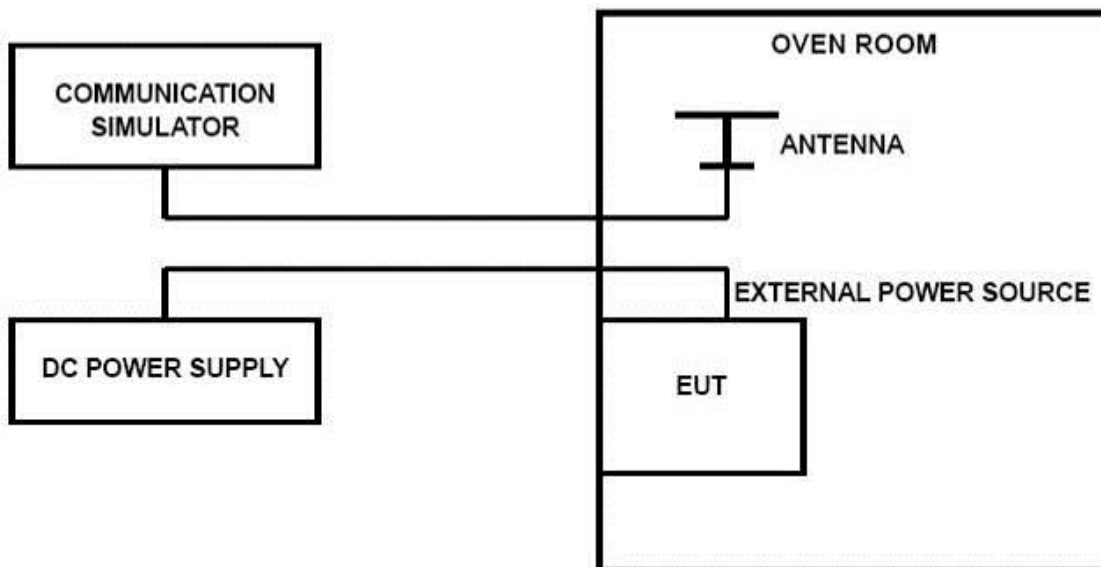 OVEN ROOM
COMMUNICATION
SIMULATOR
ANTENNA
EXTERNAL POWER SOURCE
DC POWER SUPPLY
EUT